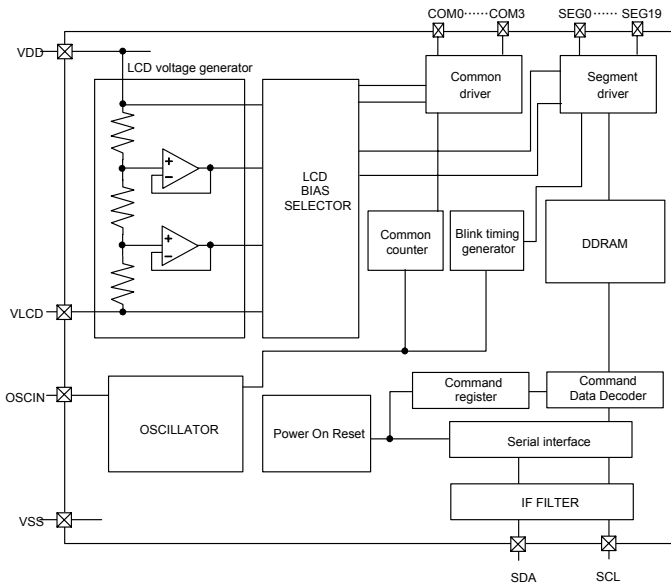 COM0······COM3
SEG0······ SEG19
VDD
LCD voltage generator
Common
driver
Segment
driver
+
−
LCD
BIAS
SELECTOR
+
−
Common
counter
Blink timing
generator
DDRAM
VLCD
OSCIN
OSCILLATOR
Power On Reset
Command
register
Command
Data Decoder
Serial interface
IF FILTER
VSS
SDA
SCL